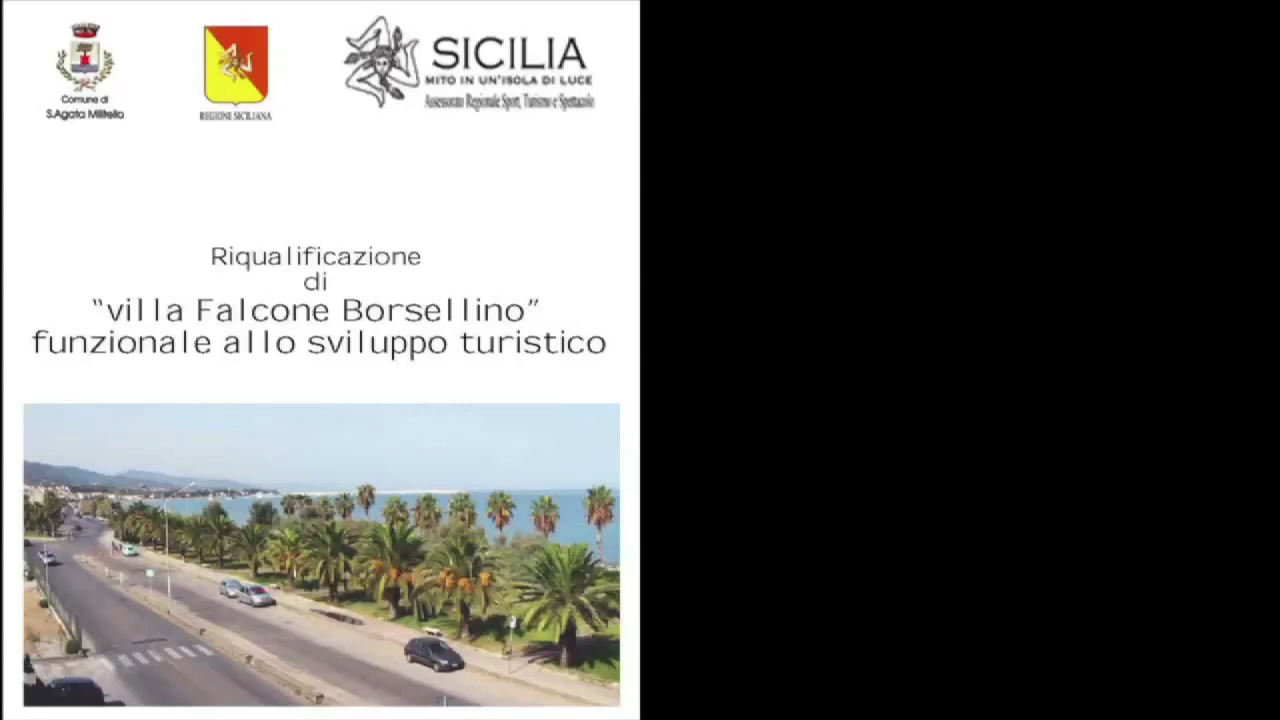 Comune di
S.Agata Militello
REGIONE SICILIANA
SICILIA
MITO IN UN'ISOLA DI LUCE
Assessorato Regionale Sport, Turismo e Spettacolo
Riqualificazione
di
“villa Falcone Borsellino”
funzionale allo sviluppo turistico